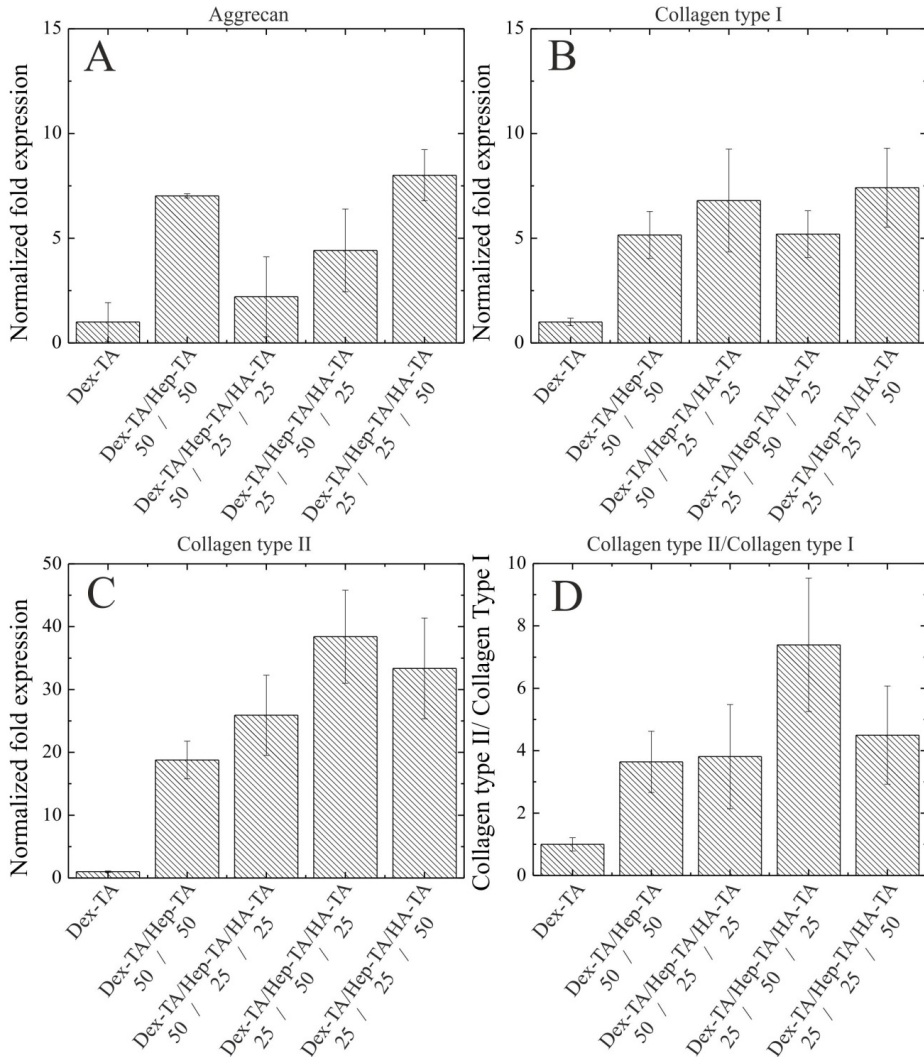 Aggrecan
A
Normalized fold expression
15
10
5
0
Dex-TA
Dex-TA/Hep-TA
50 / 50
Dex-TA/Hep-TA/HA-TA
50 / 25 / 25
Dex-TA/Hep-TA/HA-TA
25 / 50 / 25
Dex-TA/Hep-TA/HA-TA
25 / 25 / 50
Collagen type I
B
Normalized fold expression
15
10
5
0
Dex-TA
Dex-TA/Hep-TA
50 / 50
Dex-TA/Hep-TA/HA-TA
50 / 25 / 25
Dex-TA/Hep-TA/HA-TA
25 / 50 / 25
Dex-TA/Hep-TA/HA-TA
25 / 25 / 50
Collagen type II
C
Normalized fold expression
50
40
30
20
10
0
Dex-TA
Dex-TA/Hep-TA
50 / 50
Dex-TA/Hep-TA/HA-TA
50 / 25 / 25
Dex-TA/Hep-TA/HA-TA
25 / 50 / 25
Dex-TA/Hep-TA/HA-TA
25 / 25 / 50
Collagen type II/Collagen type I
D
Collagen type II/ Collagen Type I
10
8
6
4
2
0
Dex-TA
Dex-TA/Hep-TA
50 / 50
Dex-TA/Hep-TA/HA-TA
50 / 25 / 25
Dex-TA/Hep-TA/HA-TA
25 / 50 / 25
Dex-TA/Hep-TA/HA-TA
25 / 25 / 50